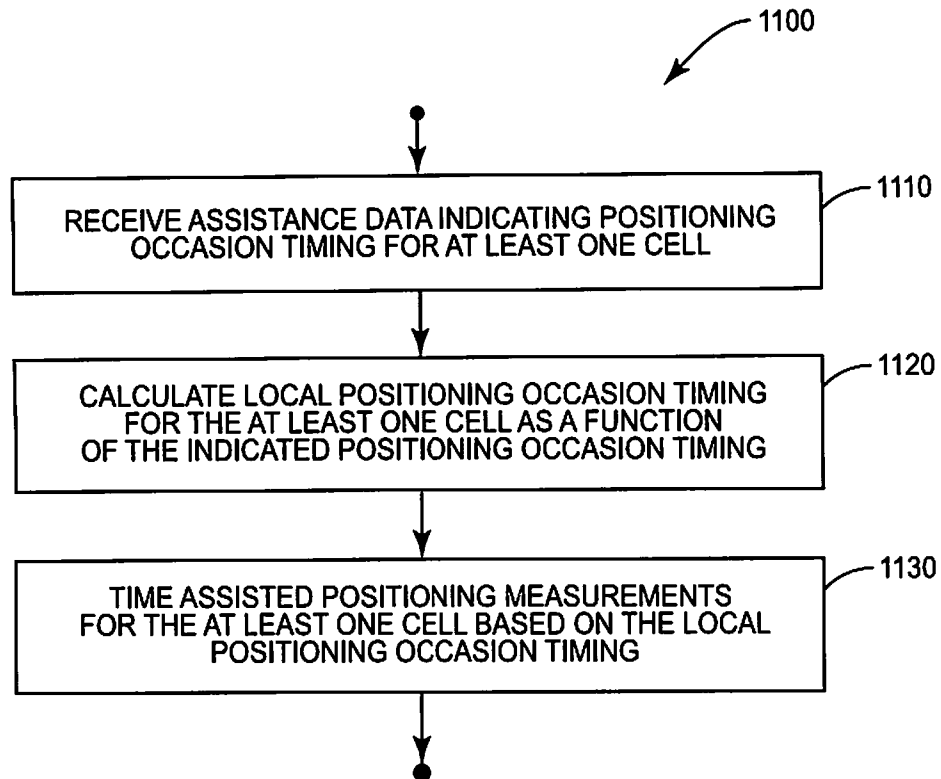 1100
1110
RECEIVE ASSISTANCE DATA INDICATING POSITIONING
OCCASION TIMING FOR AT LEAST ONE CELL
1120
CALCULATE LOCAL POSITIONING OCCASION TIMING
FOR THE AT LEAST ONE CELL AS A FUNCTION
OF THE INDICATED POSITIONING OCCASION TIMING
1130
TIME ASSISTED POSITIONING MEASUREMENTS
FOR THE AT LEAST ONE CELL BASED ON THE LOCAL
POSITIONING OCCASION TIMING